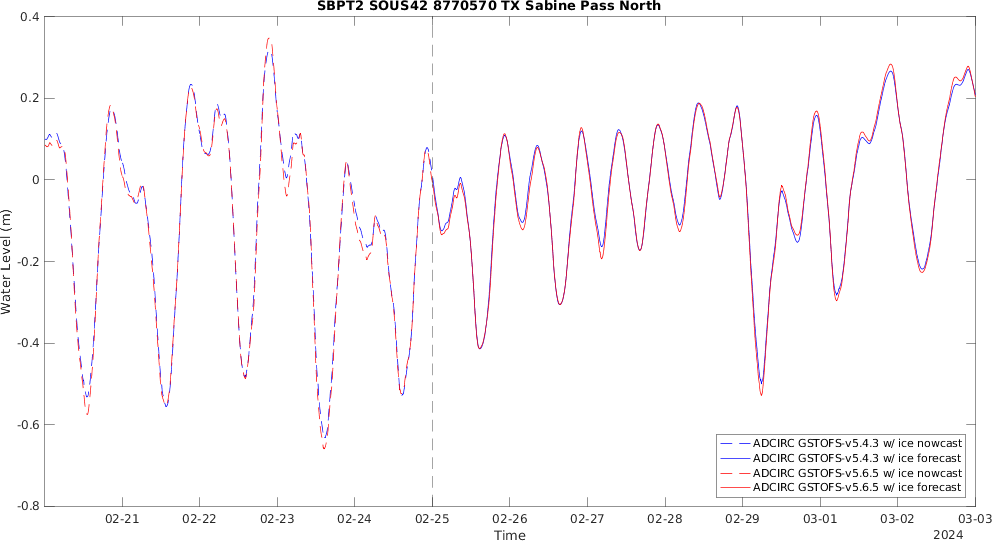 SBPT2 SOUS42 8770570 TX Sabine Pass North
0.4
0.2
0
-0.2
-0.4
-0.6
-0.8
Water Level (m)
02-21 02-22 02-23 02-24 02-25 02-26 02-27 02-28 02-29 03-01 03-02 03-03
Time
2024
ADCIRC GSTOFS-v5.4.3 w/ ice nowcast
ADCIRC GSTOFS-v5.4.3 w/ ice forecast
ADCIRC GSTOFS-v5.6.5 w/ ice nowcast
ADCIRC GSTOFS-v5.6.5 w/ ice forecast